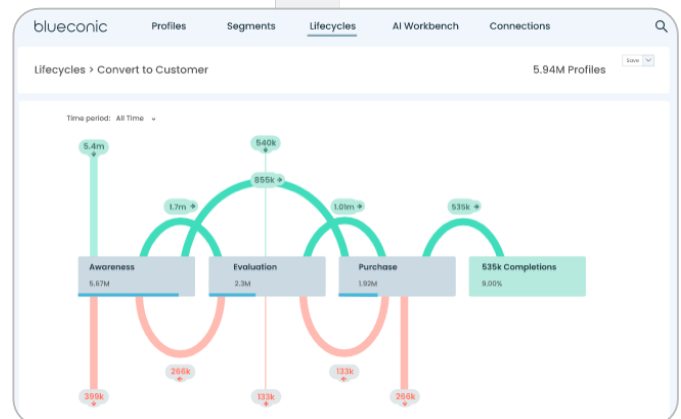 blueconic Profiles Segments Lifecycles AI Workbench Connections
Lifecycles > Convert to Customer 5.94M Profiles Save
Time period: All Time
5.4m 540k
855k
1.7m 1.01m 535k
Awareness Evaluation Purchase 535k Completions
5.67M 2.3M 1.92M 9.00%
266k 133k
399k 133k 266k